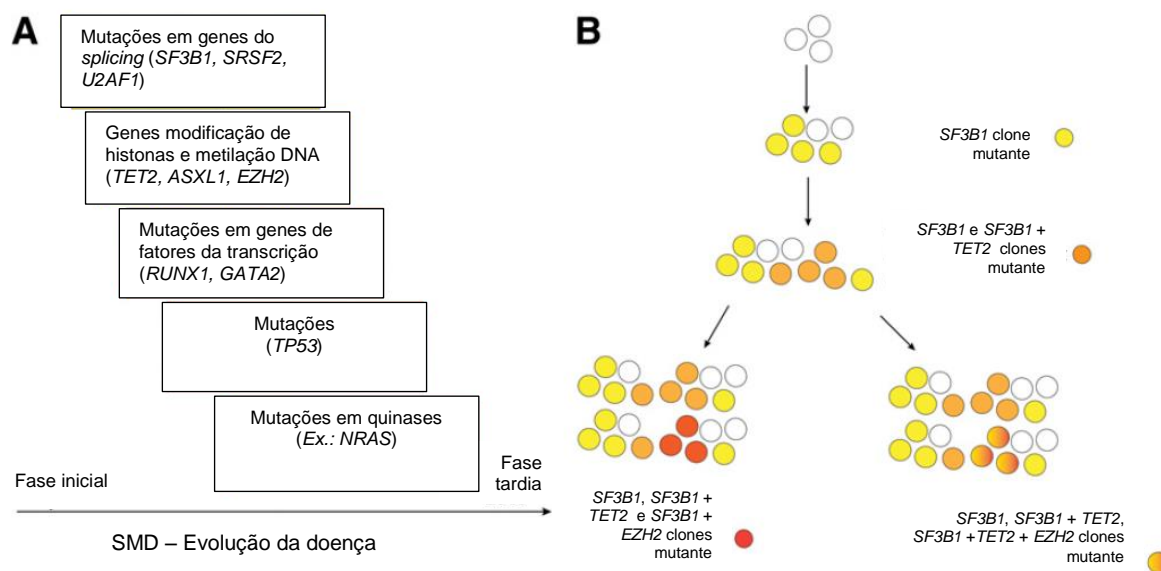 A
Mutações em genes do
splicing (SF3B1, SRSF2,
U2AF1)
Genes modificação de
histonas e metilação DNA
(TET2, ASXL1, EZH2)
Mutações em genes de
fatores da transcrição
(RUNX1, GATA2)
Mutações
(TP53)
Mutações em quinases
(Ex.: NRAS)
Fase inicial
Fase
tardia
SMD – Evolução da doença
B
SF3B1 clone
mutante
SF3B1 e SF3B1 +
TET2 clones
mutante
SF3B1, SF3B1 +
TET2 e SF3B1 +
EZH2 clones
mutante
SF3B1, SF3B1 + TET2,
SF3B1 +TET2 + EZH2 clones
mutante